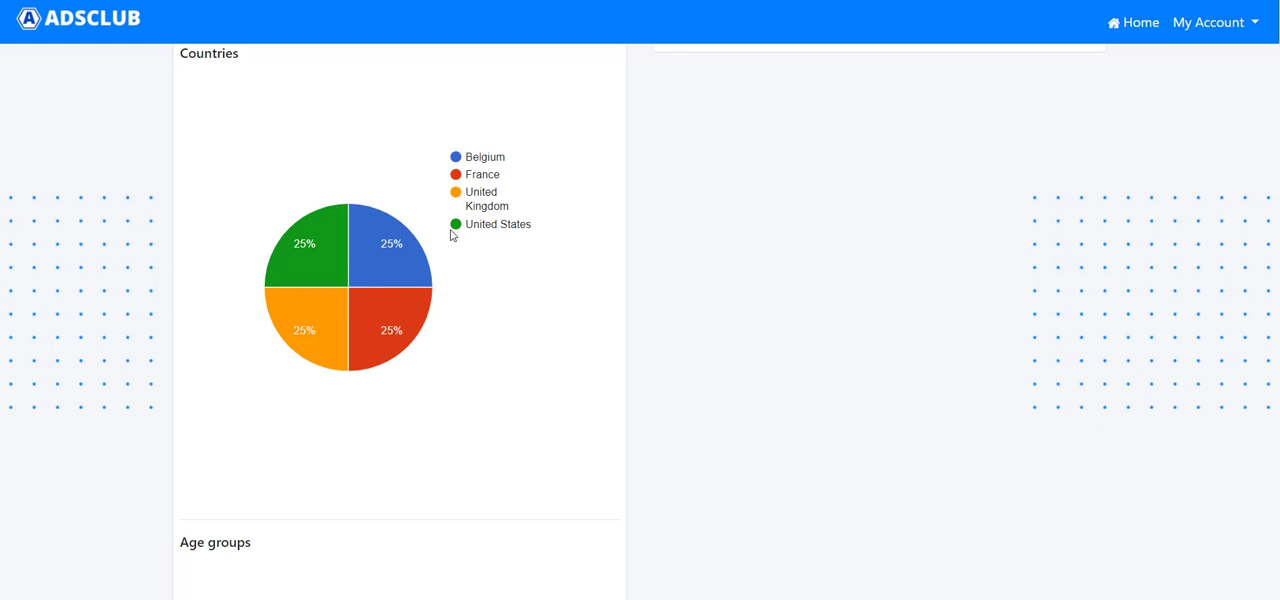 ADSCLUB
Home
My Account
Countries
Belgium
France
United
Kingdom
United States
25%
25%
25%
25%
Age groups